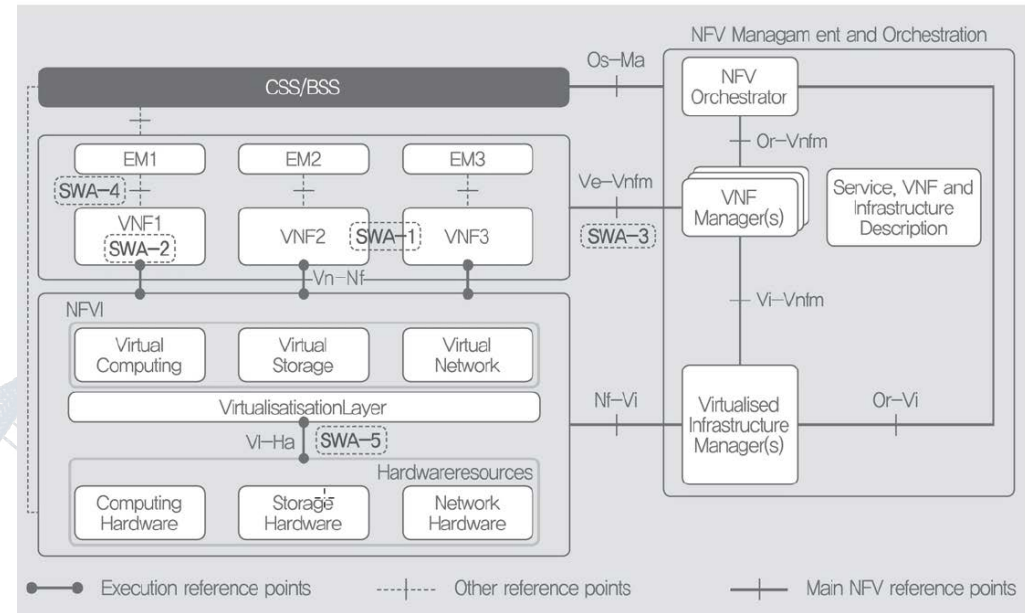 NFV Managam ent and Orchestration
Os-Ma
CSS/BSS
NFV
Orchestrator
Or-Vnfm
EM1
EM2
EM3
SWA-4
Ve-Vnfm
VNF
Manager(s)
Service, VNF and
Infrastructure
Description
VNF1
SWA-2
VNF2
SWA-1
VNF3
SWA-3
Vn-Nf
Vi-Vnfm
NFVI
Virtual
Computing
Virtual
Storage
Virtual
Network
VirtualisatisationLayer
Nf-Vi
Virtualised
Infrastructure
Manager(s)
Or-Vi
VI-Ha
SWA-5
Hardwareresources
Computing
Hardware
Storage
Hardware
Network
Hardware
Execution reference points
Other reference points
Main NFV reference points